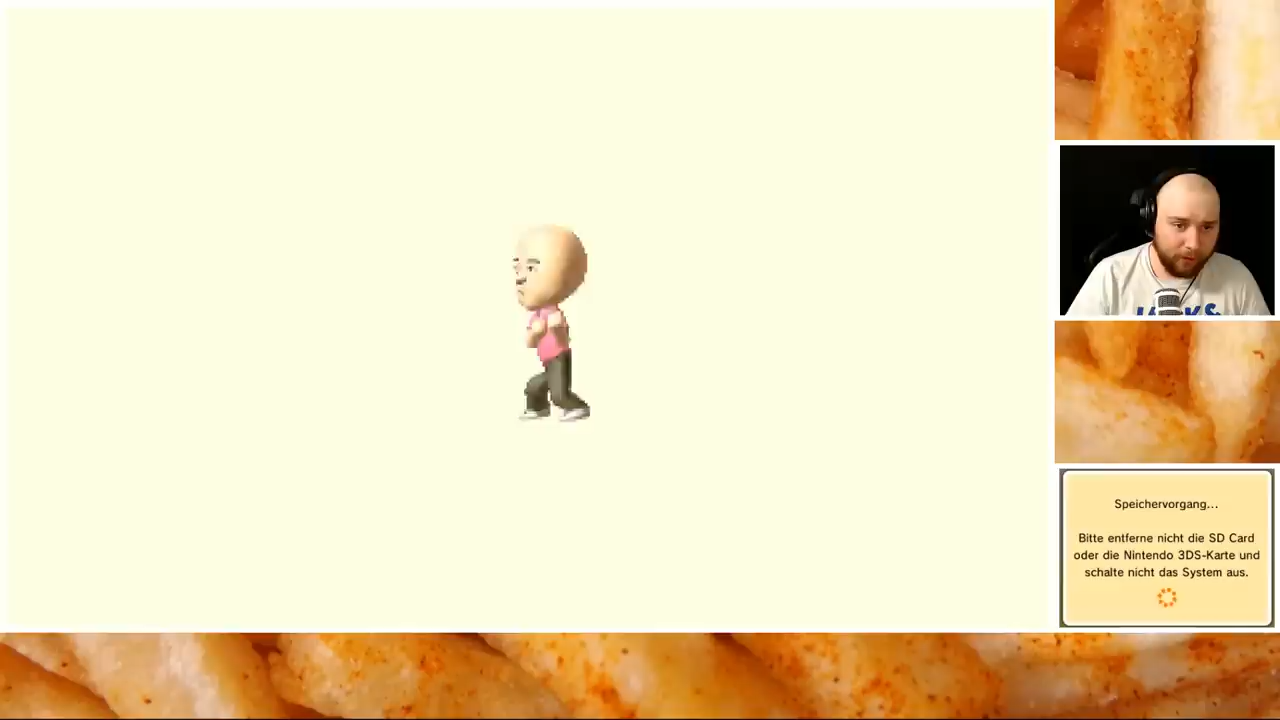 Speichervorgang...
Bitte entferne nicht die SD Card
oder die Nintendo 3DS-Karte und
schalte nicht das System aus.